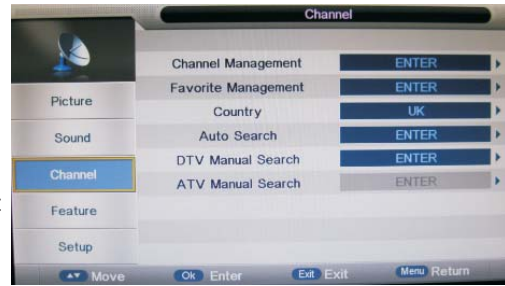 Channel
Channel Management ENTER
Favorite Management ENTER
Country UK
Auto Search ENTER
DTV Manual Search ENTER
ATV Manual Search ENTER
Picture
Sound
Channel
Feature
Setup
Move Ok Enter Exit Exit Menu Return